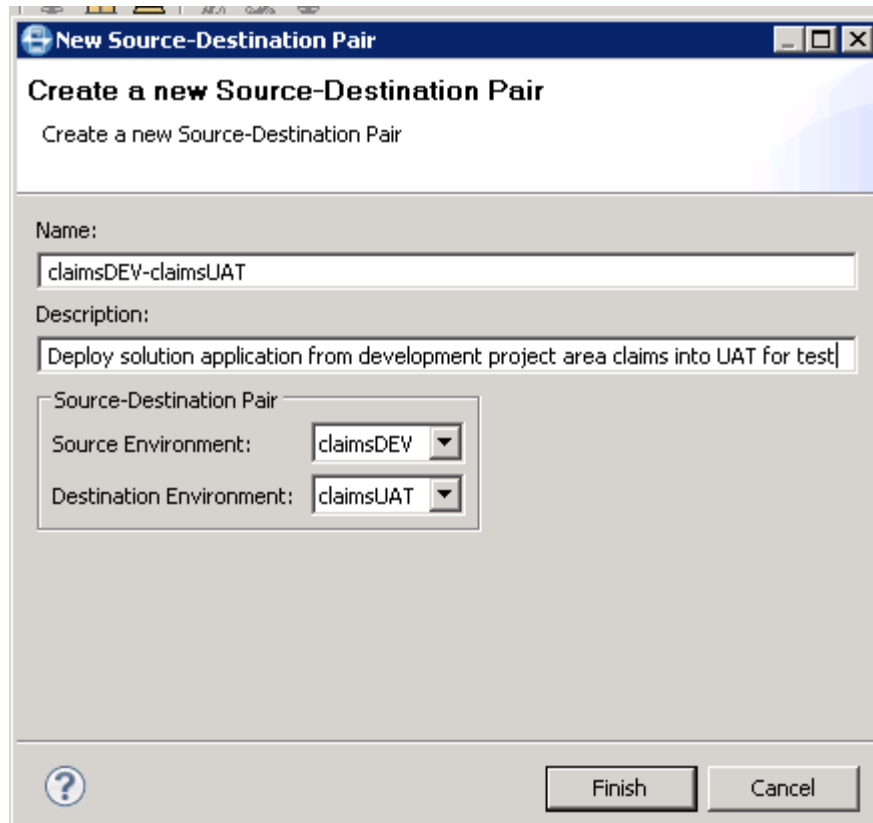 New Source-Destination Pair
Create a new Source-Destination Pair
Create a new Source-Destination Pair
Name:
claimsDEV-claimsUAT
Description:
Deploy solution application from development project area claims into UAT for test
Source-Destination Pair
Source Environment: claimsDEV
Destination Environment: claimsUAT
? Finish Cancel